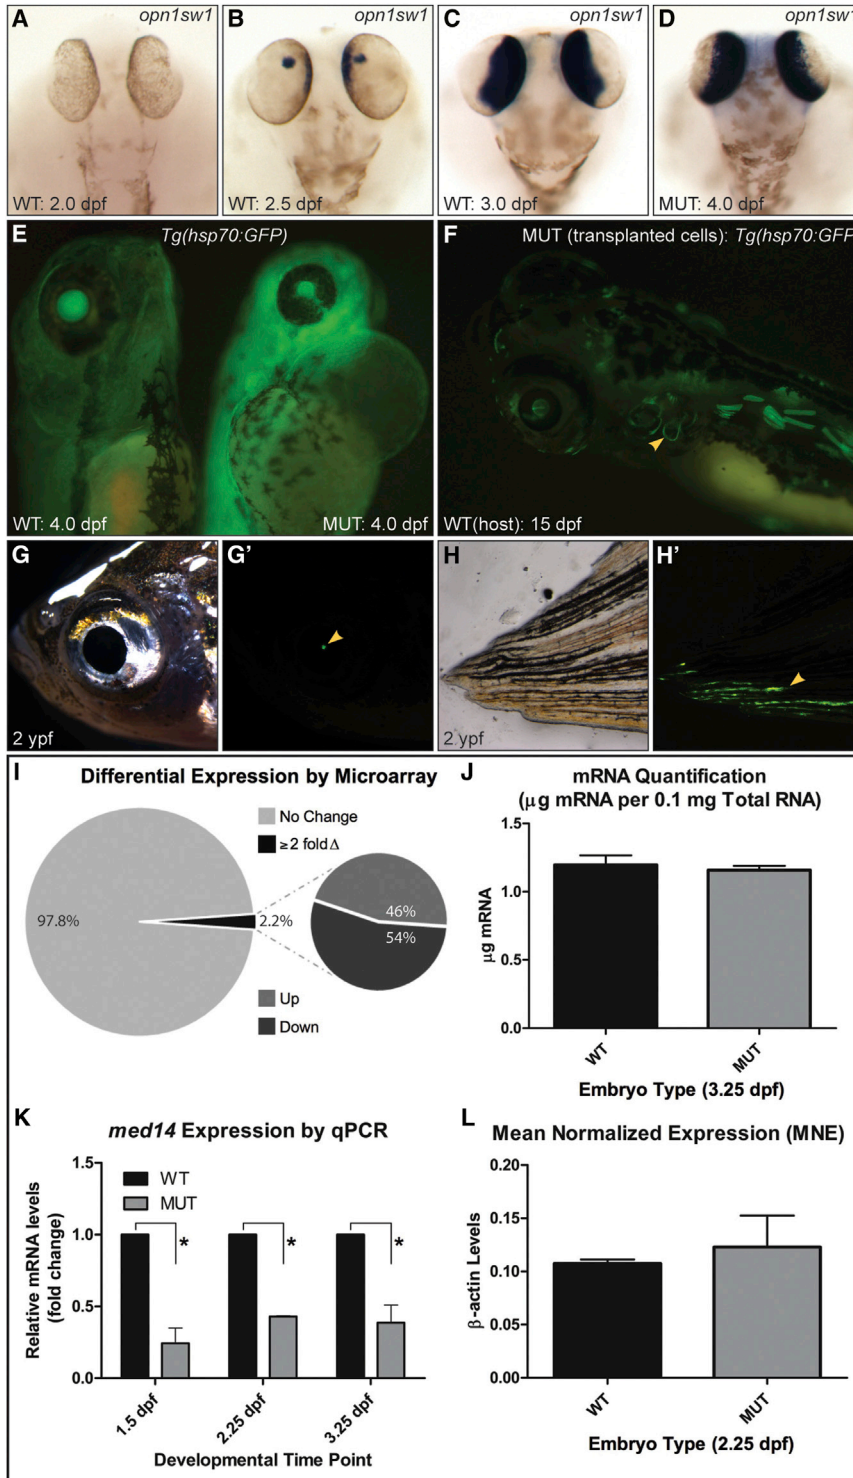 A opn1sw1
WT: 2.0 dpf
B opn1sw1
WT: 2.5 dpf
C opn1sw1
WT: 3.0 dpf
D opn1sw1
MUT: 4.0 dpf
E Tg(hsp70:GFP)
WT: 4.0 dpf MUT: 4.0 dpf
F MUT (transplanted cells): Tg(hsp70:GFP
WT(host): 15 dpf
G
2 ypf
G'
H
2 ypf
H'
I Differential Expression by Microarray
No Change
≥2 fold Δ
97.8%
2.2%
46%
54%
Up
Down
J mRNA Quantification
(μg mRNA per 0.1 mg Total RNA)
1.5
1.0
0.5
0.0
μg mRNA
WT
MUT
Embryo Type (3.25 dpf)
K med14 Expression by qPCR
1.5
1.0
0.5
0.0
Relative mRNA levels
(fold change)
WT
MUT
* * *
1.5 dpf
2.25 dpf
3.25 dpf
Developmental Time Point
L Mean Normalized Expression (MNE)
0.20
0.15
0.10
0.05
0.00
β-actin Levels
WT
MUT
Embryo Type (2.25 dpf)